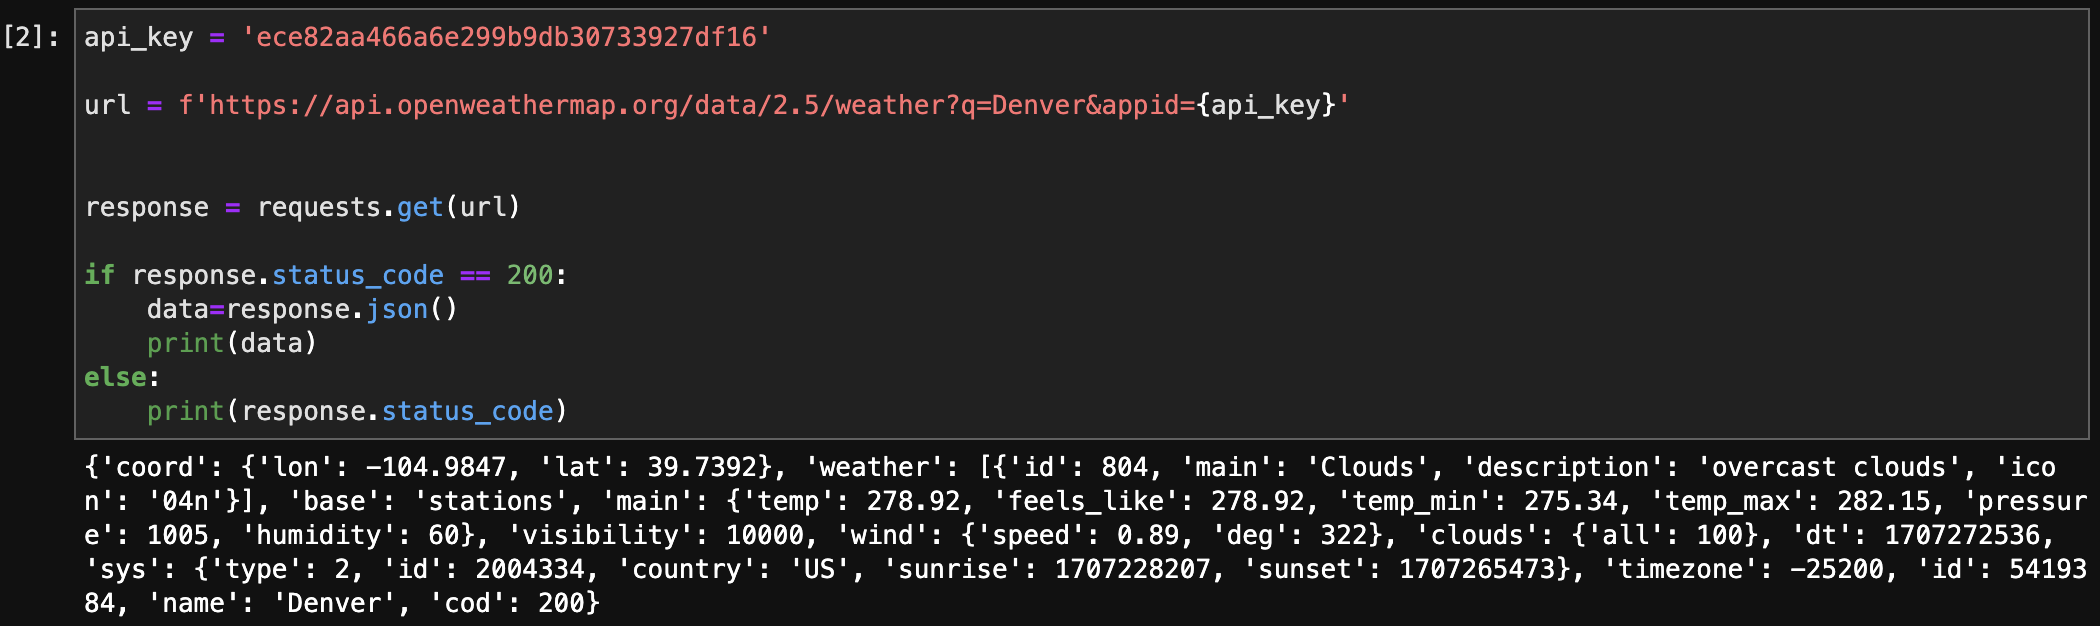 [2]: api_key = 'ece82aa466a6e299b9db30733927df16'
url = f'https://api.openweathermap.org/data/2.5/weather?q=Denver&appid={api_key}'
response = requests.get(url)
if response.status_code == 200:
    data=response.json()
    print(data)
else:
    print(response.status_code)
{'coord': {'lon': -104.9847, 'lat': 39.7392}, 'weather': [{'id': 804, 'main': 'Clouds', 'description': 'overcast clouds', 'ico
n': '04n'}], 'base': 'stations', 'main': {'temp': 278.92, 'feels_like': 278.92, 'temp_min': 275.34, 'temp_max': 282.15, 'pressur
e': 1005, 'humidity': 60}, 'visibility': 10000, 'wind': {'speed': 0.89, 'deg': 322}, 'clouds': {'all': 100}, 'dt': 1707272536,
'sys': {'type': 2, 'id': 2004334, 'country': 'US', 'sunrise': 1707228207, 'sunset': 1707265473}, 'timezone': -25200, 'id': 54193
84, 'name': 'Denver', 'cod': 200}